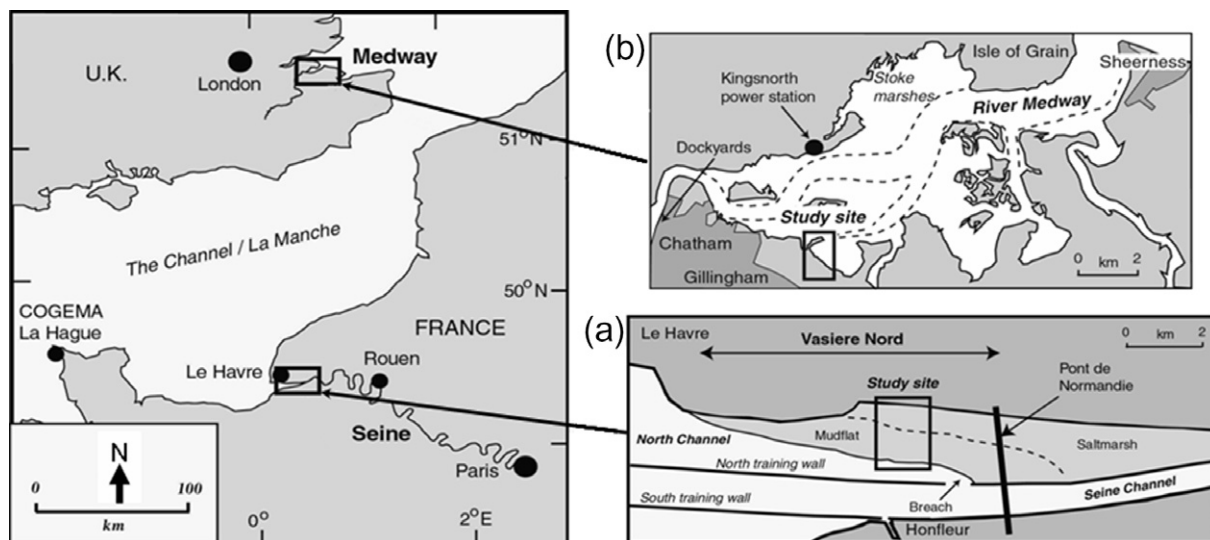 U.K.
London
Medway
51°N
The Channel / La Manche
50°N
COGEMA
La Hague
FRANCE
Le Havre
Rouen
Seine
Paris
N
0
100
km
0°
2°E
(b)
Isle of Grain
Sheerness
Kingsnorth
power station
Stoke
marshes
River Medway
Dockyards
Study site
Chatham
Gillingham
0 2
km
(a)
Le Havre
Vasiere Nord
0 2
km
Study site
Pont de
Normandie
North Channel
Mudflat
Saltmarsh
North training wall
South training wall
Breach
Seine Channel
Honfleur